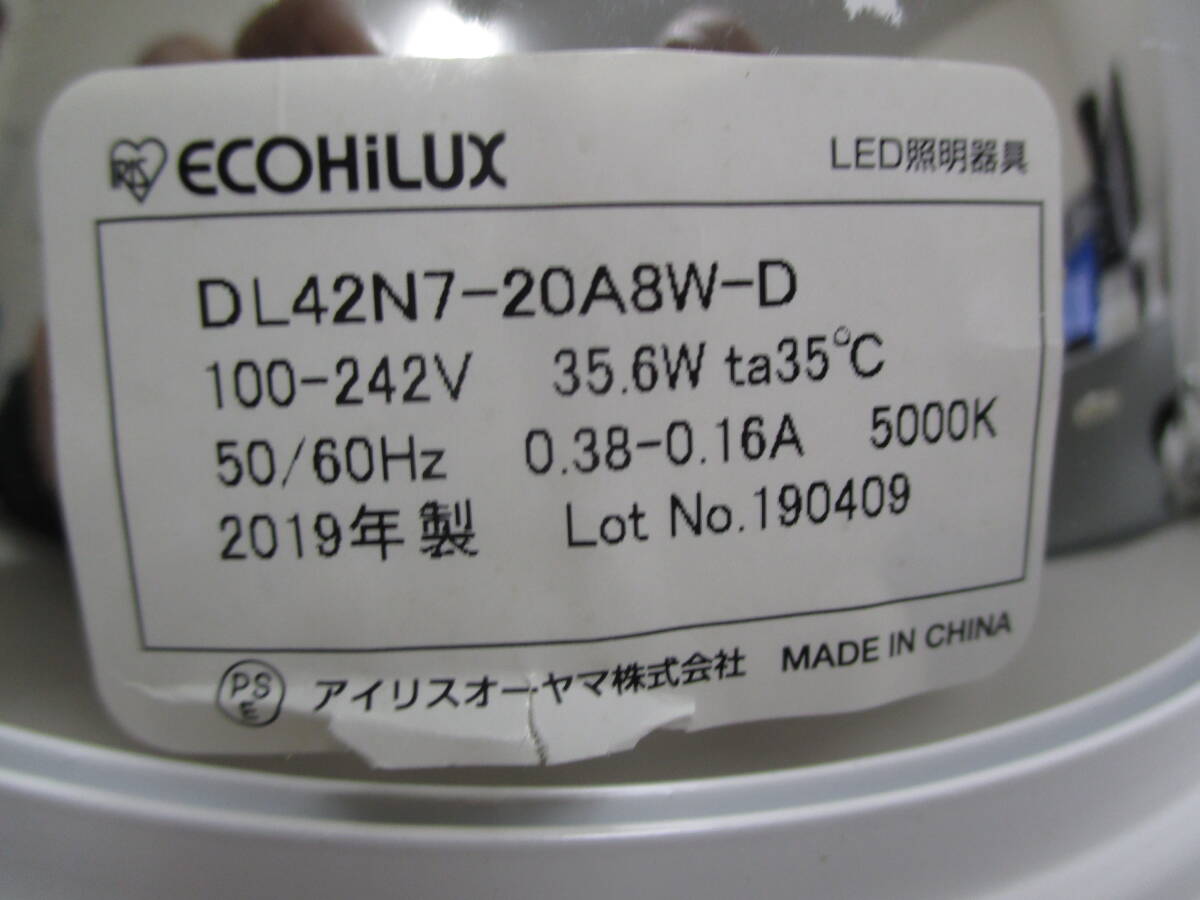 IRIS ECOHiLUX LED照明器具
DL42N7-20A8W-D
100-242V 35.6W ta35℃
50/60Hz 0.38-0.16A 5000K
2019年製 Lot No.190409
PSE アイリスオーヤマ株式会社 MADE IN CHINA